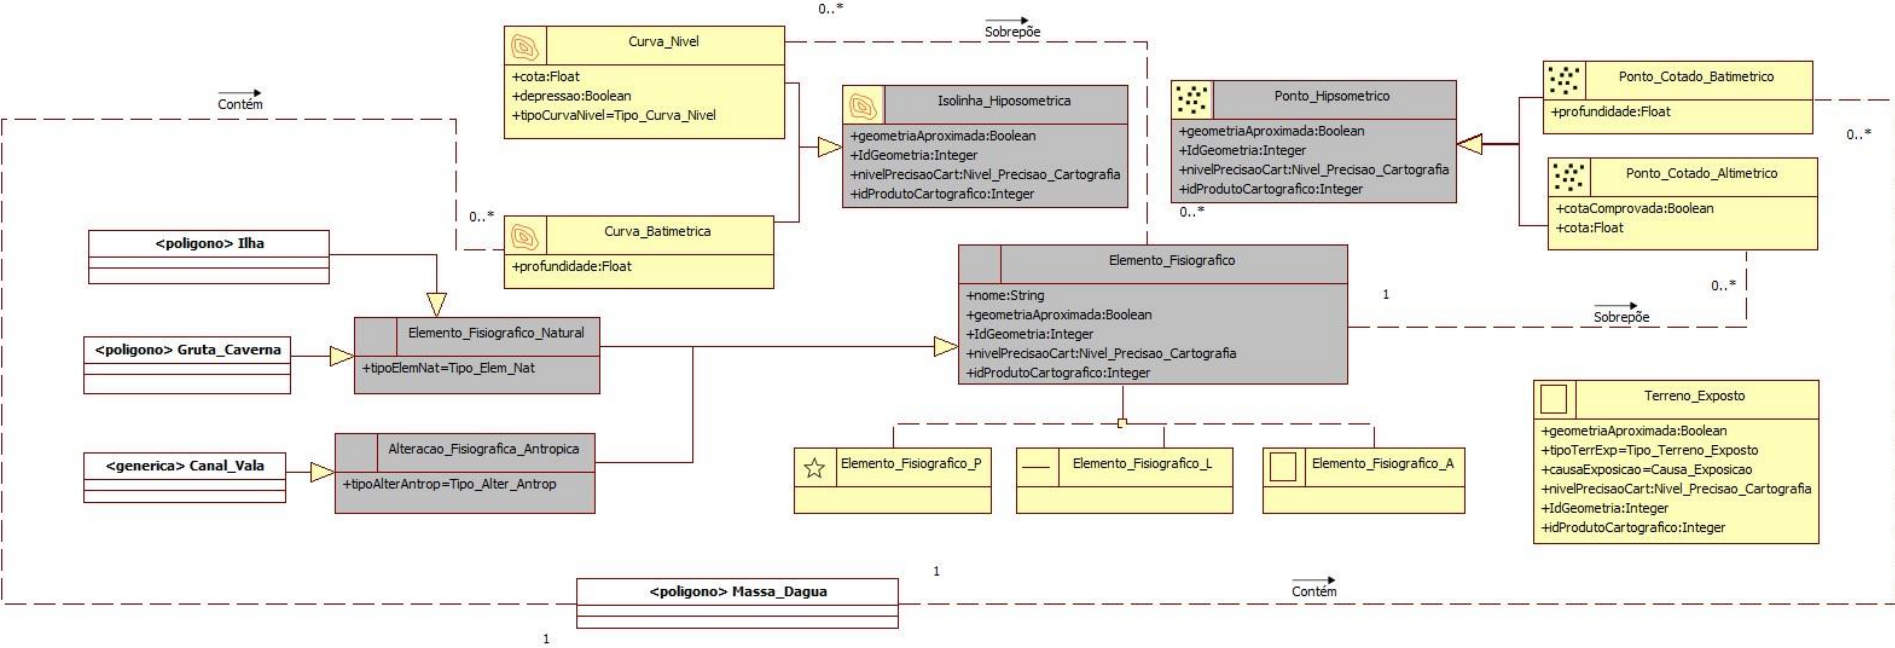 0..*
Sobrepõe
Curva_Nivel
+cota:Float
+depressao:Boolean
+tipoCurvaNivel=Tipo_Curva_Nivel
Contém
Isolinha_Hiposometrica
+geometriaAproximada:Boolean
+IdGeometria:Integer
+nivelPrecisaoCart:Nivel_Precisao_Cartografia
+idProdutoCartografico:Integer
Ponto_Hipsometrico
+geometriaAproximada:Boolean
+IdGeometria:Integer
+nivelPrecisaoCart:Nivel_Precisao_Cartografia
+idProdutoCartografico:Integer
0..*
Ponto_Cotado_Batimetrico
+profundidade:Float
0..*
Ponto_Cotado_Altimetrico
+cotaComprovada:Boolean
+cota:Float
0..*
0..*
Curva_Batimetrica
+profundidade:Float
<poligono> Ilha
Elemento_Fisiografico
+nome:String
+geometriaAproximada:Boolean
+IdGeometria:Integer
+nivelPrecisaoCart:Nivel_Precisao_Cartografia
+idProdutoCartografico:Integer
1
Sobrepõe
<poligono> Gruta_Caverna
Elemento_Fisiografico_Natural
+tipoElemNat=Tipo_Elem_Nat
<generica> Canal_Vala
Alteracao_Fisiografica_Antropica
+tipoAlterAntrop=Tipo_Alter_Antrop
Elemento_Fisiografico_P
Elemento_Fisiografico_L
Elemento_Fisiografico_A
Terreno_Exposto
+geometriaAproximada:Boolean
+tipoTerrExp=Tipo_Terreno_Exposto
+causaExposicao=Causa_Exposicao
+nivelPrecisaoCart:Nivel_Precisao_Cartografia
+IdGeometria:Integer
+idProdutoCartografico:Integer
1
Contém
<poligono> Massa_Dagua
1